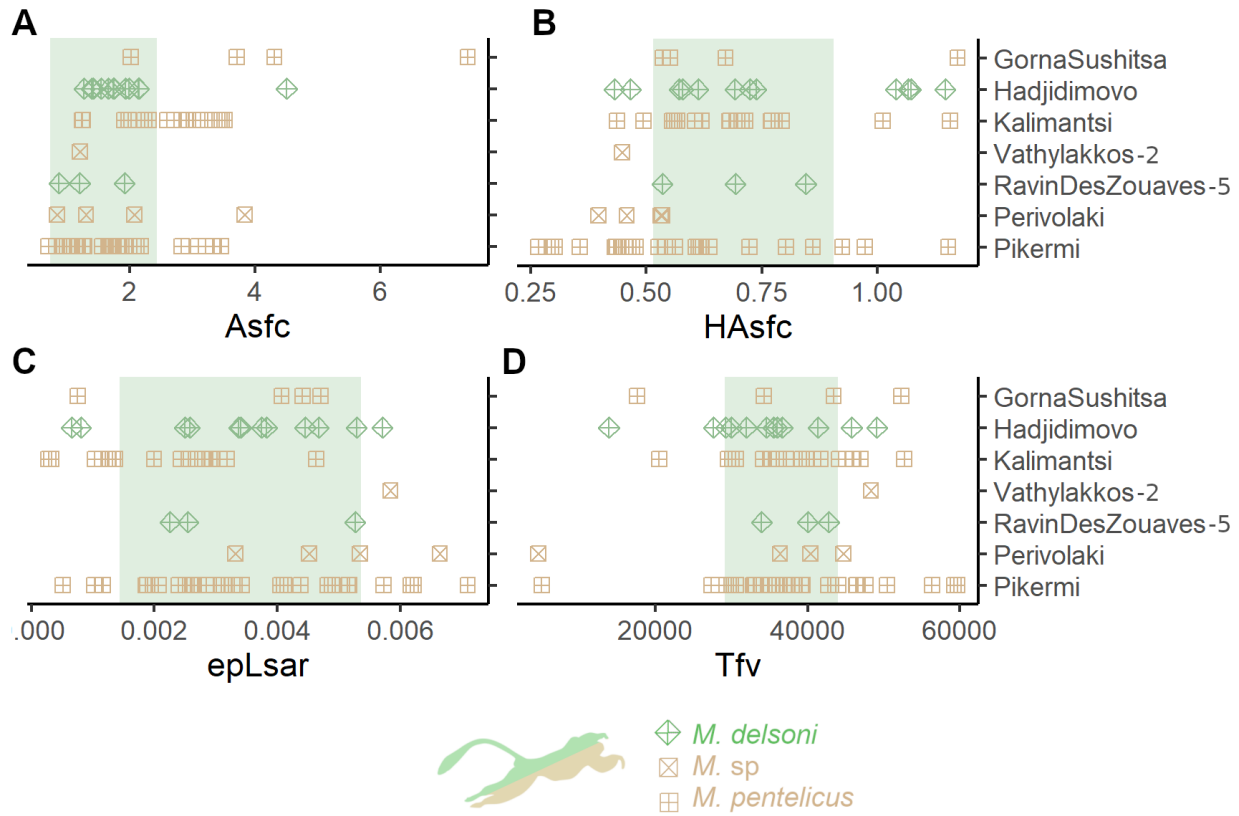 A
B
GornaSushitsa
Hadjidimovo
Kalimantsi
Vathylakkos-2
RavinDesZouaves-5
Perivolaki
Pikermi
2 4 6
0.25 0.50 0.75 1.00
Asfc
HAsfc
C
D
GornaSushitsa
Hadjidimovo
Kalimantsi
Vathylakkos-2
RavinDesZouaves-5
Perivolaki
Pikermi
.000 0.002 0.004 0.006
20000 40000 60000
epLsar
Tfv
M. delsoni
M. sp
M. pentelicus